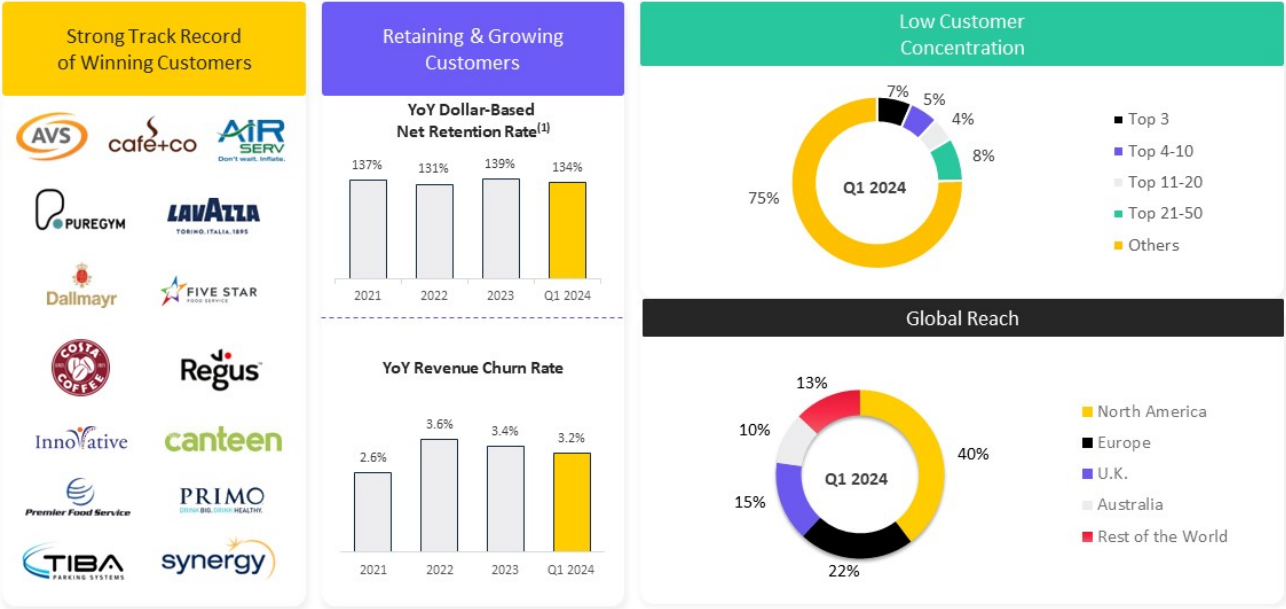 Strong Track Record
of Winning Customers
AVS
café+co
AiR
SERV
Don't wait. Inflate.
PUREGYM
LAVAZZA
TORINO, ITALIA, 1895
Dallmayr
FIVE STAR
FOOD SERVICE
COSTA
COFFEE
Regus
Innovative
canteen
Premier Food Service
PRIMO
DRINK BIG. DRINK HEALTHY.
TIBA
PARKING SYSTEMS
synergy
Retaining & Growing
Customers
YoY Dollar-Based
Net Retention Rate(1)
137%
131%
139%
134%
2021
2022
2023
Q1 2024
YoY Revenue Churn Rate
2.6%
3.6%
3.4%
3.2%
2021
2022
2023
Q1 2024
Low Customer
Concentration
7%
5%
4%
8%
75%
Q1 2024
Top 3
Top 4-10
Top 11-20
Top 21-50
Others
Global Reach
13%
10%
40%
15%
22%
Q1 2024
North America
Europe
U.K.
Australia
Rest of the World